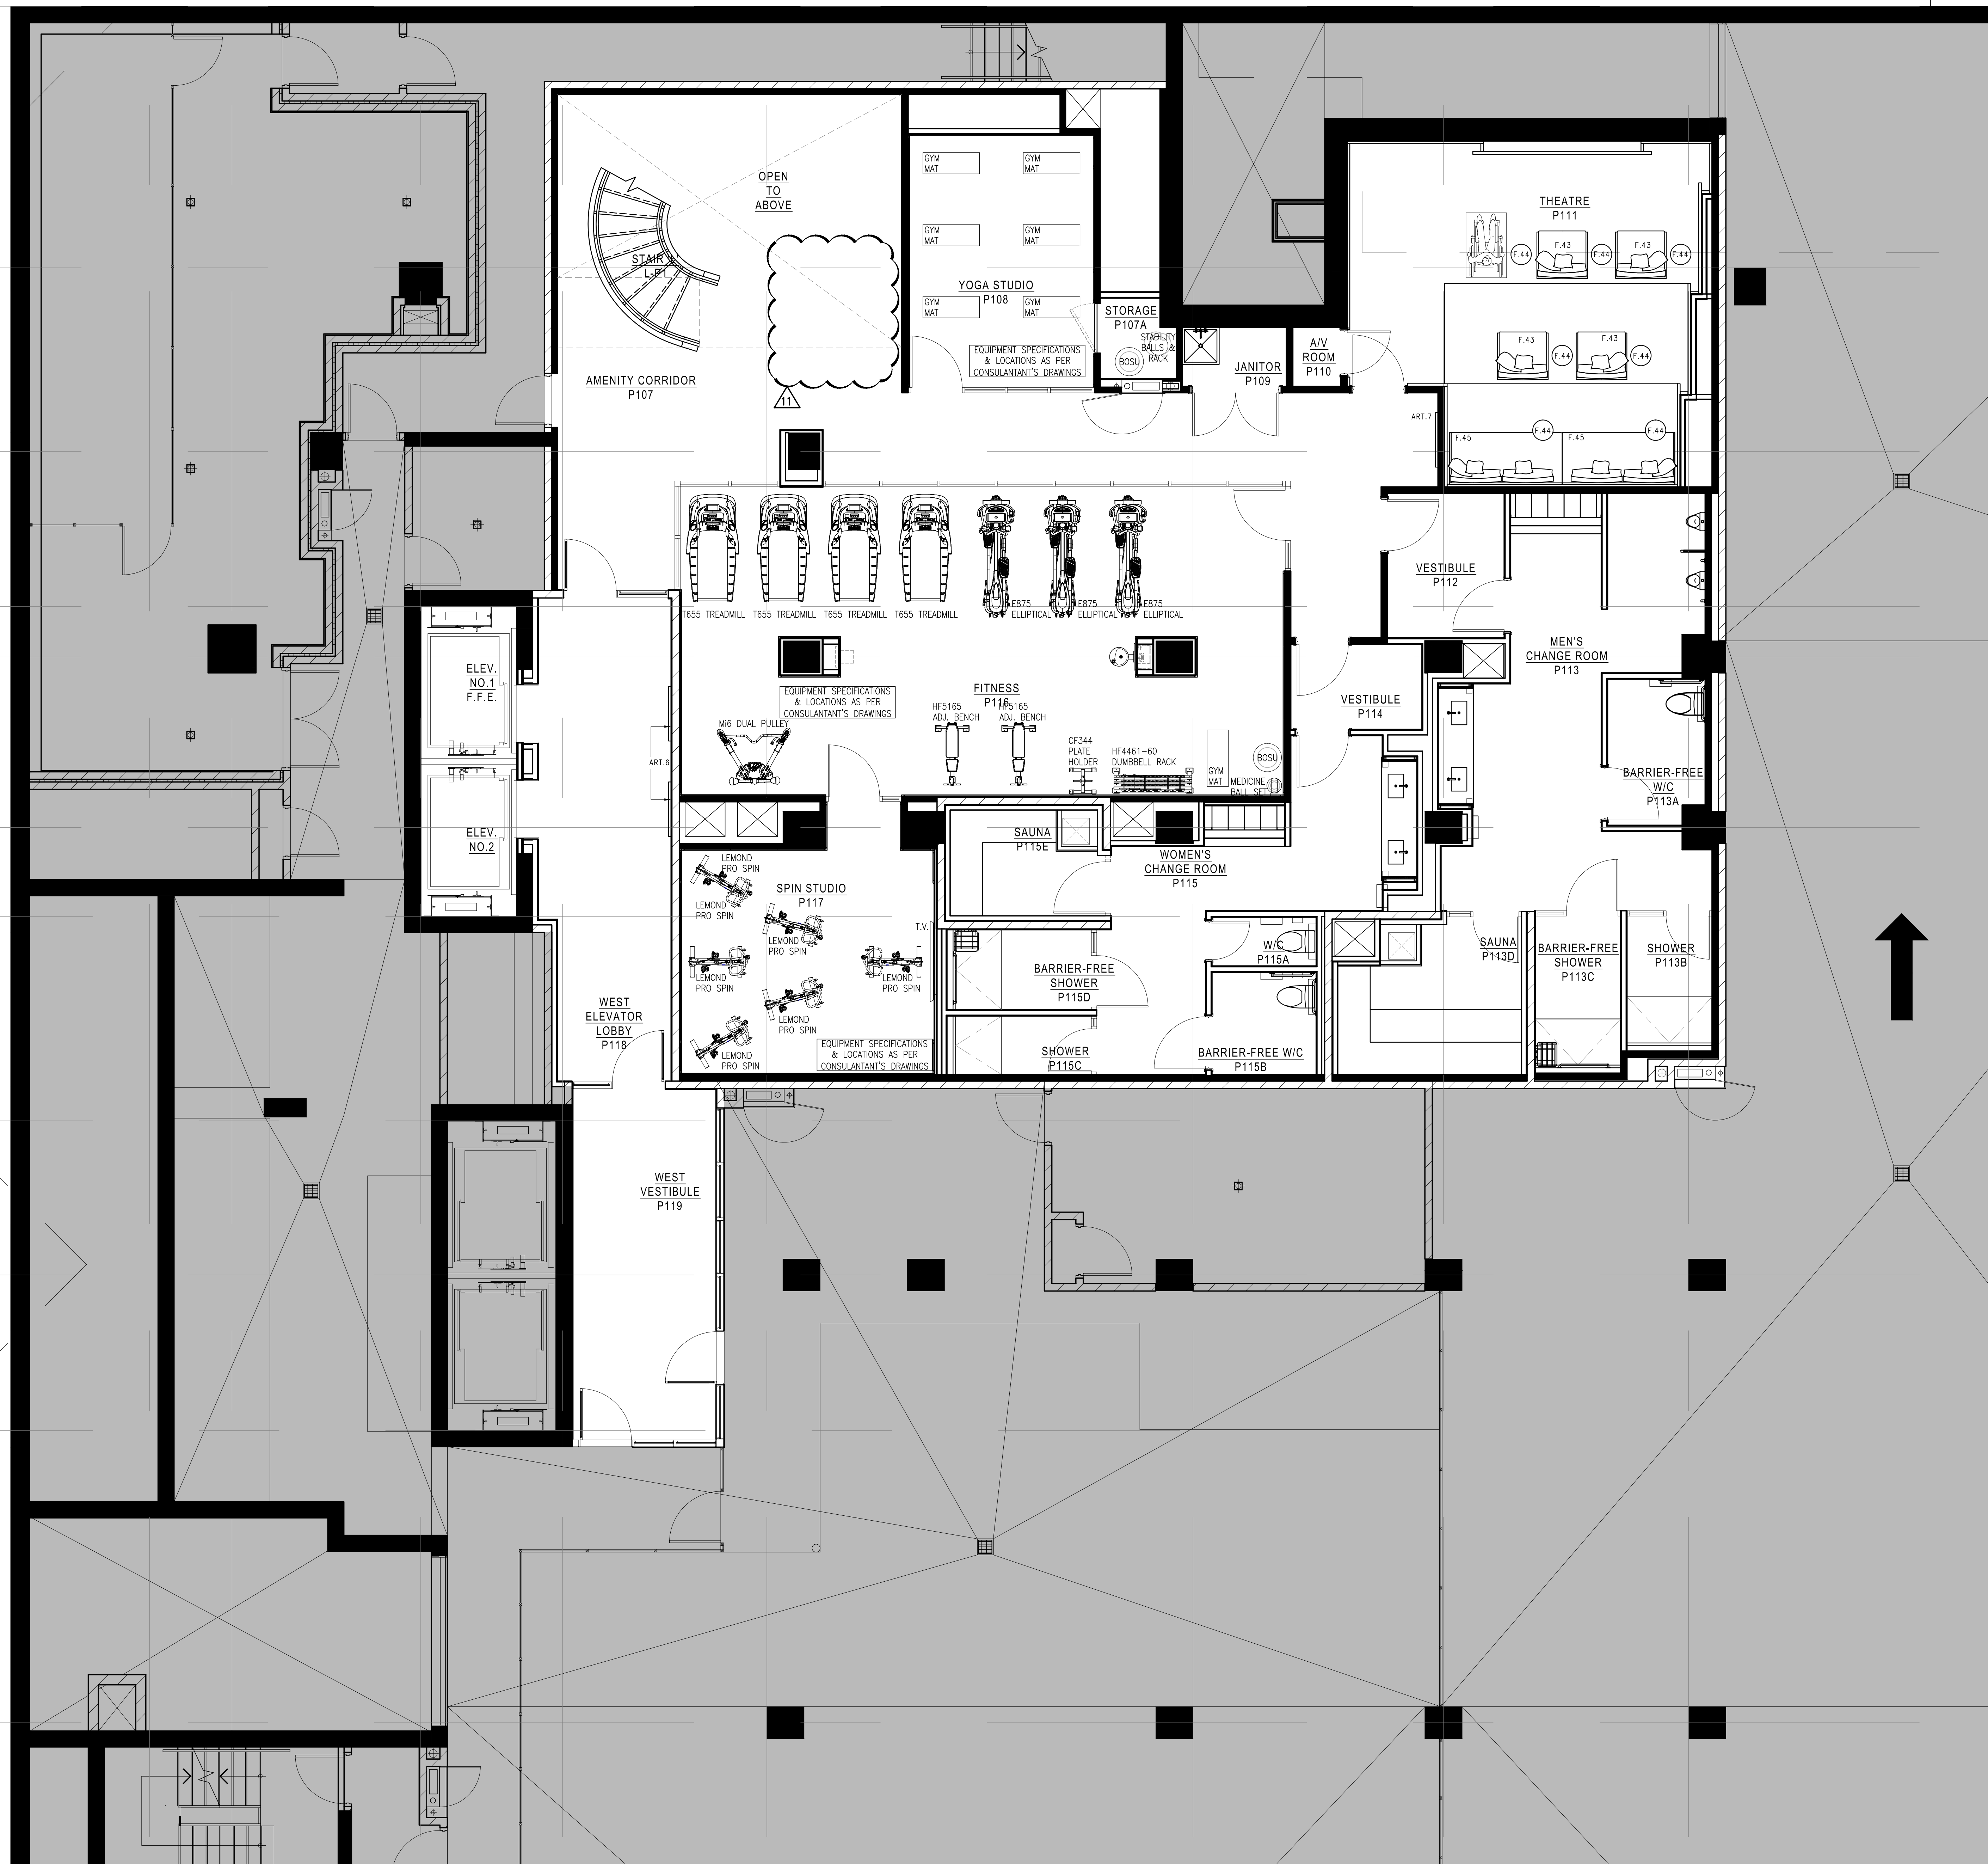 OPEN
TO
ABOVE
STAIR
L-P1
AMENITY CORRIDOR
P107
11
GYM
MAT
GYM
MAT
GYM
MAT
GYM
MAT
GYM
MAT
GYM
MAT
YOGA STUDIO
P108
EQUIPMENT SPECIFICATIONS
& LOCATIONS AS PER
CONSULANTANT'S DRAWINGS
STORAGE
P107A
STABILITY
BALLS &
RACK
BOSU
JANITOR
P109
A/V
ROOM
P110
THEATRE
P111
F.44
F.43
F.44
F.43
F.44
F.43
F.44
F.43
F.44
ART.7
F.45
F.44
F.45
F.44
T655 TREADMILL
T655 TREADMILL
T655 TREADMILL
T655 TREADMILL
E875
ELLIPTICAL
E875
ELLIPTICAL
E875
ELLIPTICAL
VESTIBULE
P112
MEN'S
CHANGE ROOM
P113
ELEV.
NO.1
F.F.E.
ELEV.
NO.2
ART.6
EQUIPMENT SPECIFICATIONS
& LOCATIONS AS PER
CONSULANTANT'S DRAWINGS
FITNESS
P116
Mi6 DUAL PULLEY
HF5165
ADJ. BENCH
HF5165
ADJ. BENCH
CF344
PLATE
HOLDER
HF4461-60
DUMBBELL RACK
GYM
MAT
BOSU
MEDICINE
BALL SET
VESTIBULE
P114
BARRIER-FREE
W/C
P113A
SAUNA
P115E
WOMEN'S
CHANGE ROOM
P115
LEMOND
PRO SPIN
LEMOND
PRO SPIN
LEMOND
PRO SPIN
LEMOND
PRO SPIN
LEMOND
PRO SPIN
LEMOND
PRO SPIN
LEMOND
PRO SPIN
SPIN STUDIO
P117
T.V.
EQUIPMENT SPECIFICATIONS
& LOCATIONS AS PER
CONSULANTANT'S DRAWINGS
BARRIER-FREE
SHOWER
P115D
SHOWER
P115C
W/C
P115A
BARRIER-FREE W/C
P115B
SAUNA
P113D
BARRIER-FREE
SHOWER
P113C
SHOWER
P113B
WEST
ELEVATOR
LOBBY
P118
WEST
VESTIBULE
P119